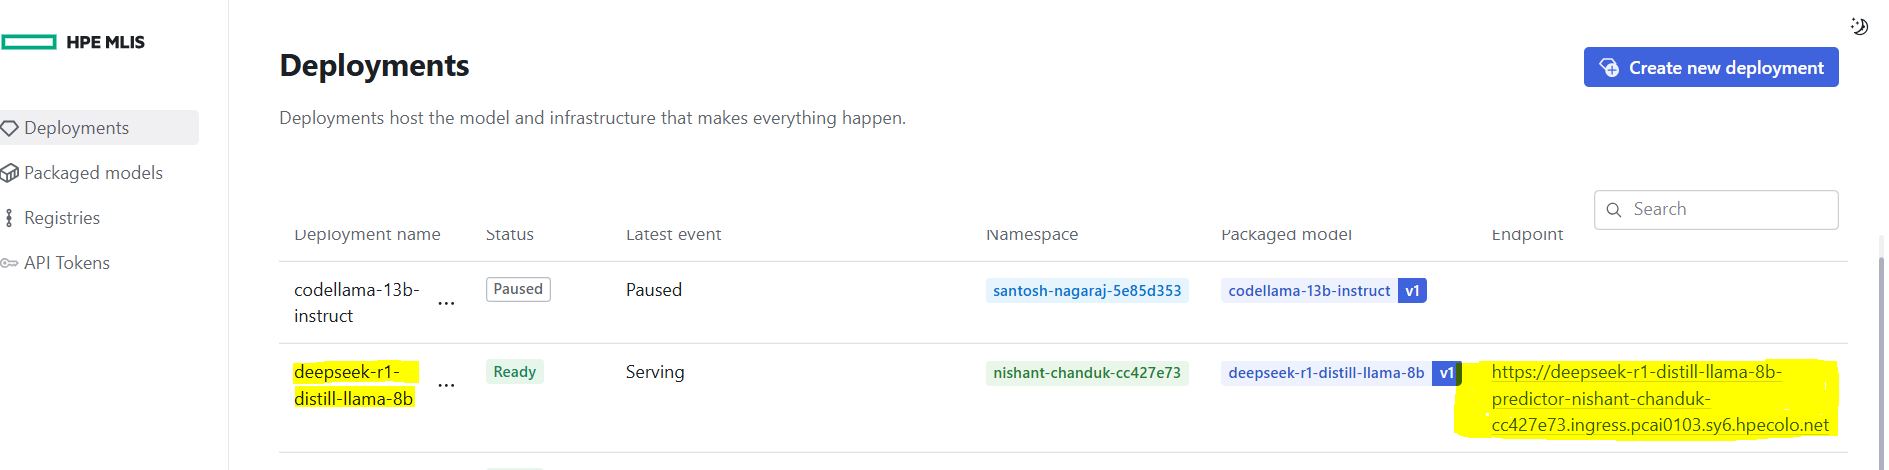 HPE MLIS
Deployments
Packaged models
Registries
API Tokens
Deployments
Create new deployment
Deployments host the model and infrastructure that makes everything happen.
Search
Deployment name Status Latest event Namespace Packaged model Endpoint
codellama-13b-
instruct
... Paused Paused santosh-nagaraj-5e85d353 codellama-13b-instruct v1
deepseek-r1-
distill-llama-8b
... Ready Serving nishant-chanduk-cc427e73 deepseek-r1-distill-llama-8b v1
https://deepseek-r1-distill-llama-8b-
predictor-nishant-chanduk-
cc427e73.ingress.pcai0103.sy6.hpecolo.net